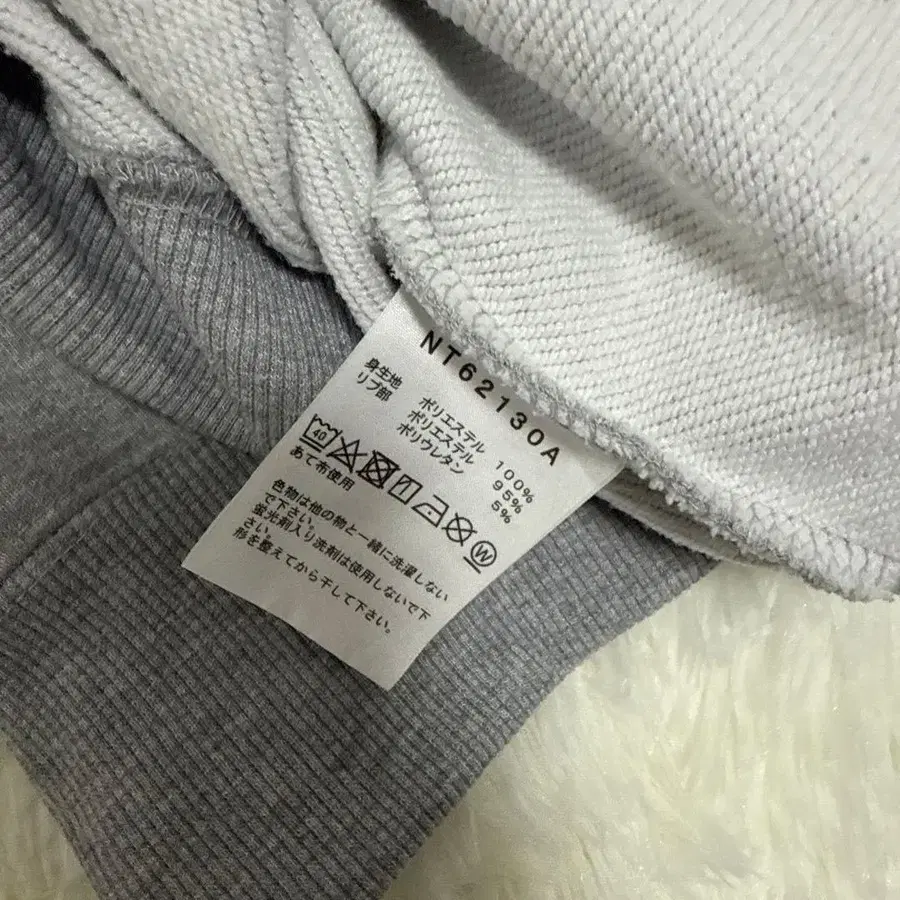 NT62130A
身生地 ポリエステル 100%
リブ部 ポリエステル 95%
ポリウレタン 5%
40 W
あて布使用
色物は他の物と一緒に洗濯しない
で下さい。
蛍光剤入り洗剤は使用しないで下
さい。
形を整えてから干して下さい。